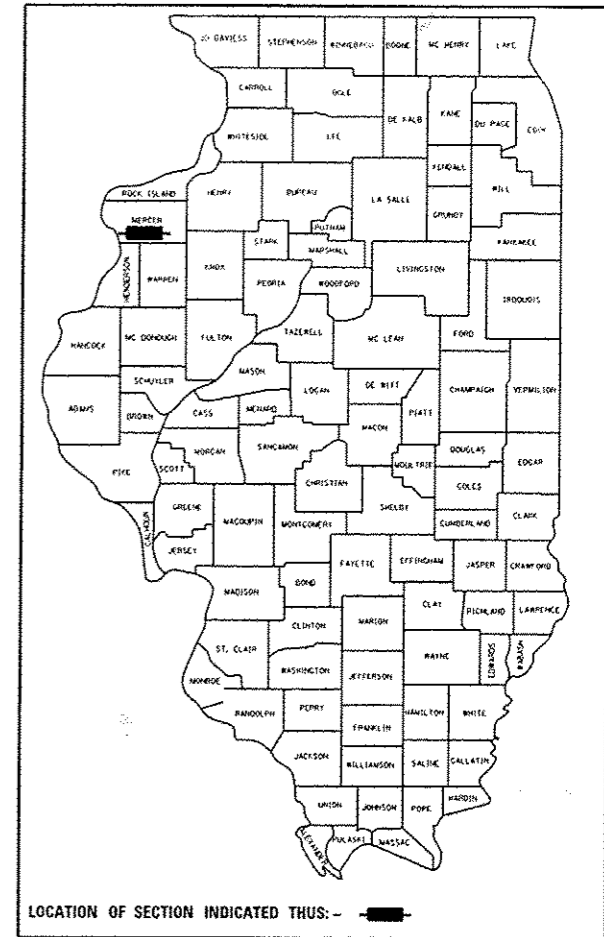 JO DAVIESS STEPHENSON WINNEBAGO BOONE MC HENRY LAKE
CARROLL OGLE DE KALB KANE DU PAGE COOK
WHITESIDE LEE KENDALL WILL
ROCK ISLAND HENRY BUREAU LA SALLE GRUNDY
MERCER PUTNAM KANKAKEE
STARK MARSHALL
HENDERSON WARREN KNOX PEORIA WOODFORD LIVINGSTON IROQUOIS
HANCOCK MC DONOUGH FULTON TAZEWELL MC LEAN FORD
MASON
SCHUYLER DE WITT CHAMPAIGN VERMILION
ADAMS BROWN CASS MENARD LOGAN MACON PIATT
MORGAN SANGAMON DOUGLAS
PIKE SCOTT CHRISTIAN MOULTRIE COLES EDGAR
GREENE SHELBY
CALHOUN MACOUPIN MONTGOMERY CUMBERLAND CLARK
JERSEY
FAYETTE EFFINGHAM JASPER CRAWFORD
MADISON BOND
CLAY RICHLAND LAWRENCE
CLINTON MARION
ST. CLAIR WAYNE EDWARDS WABASH
WASHINGTON JEFFERSON
MONROE
RANDOLPH PERRY HAMILTON WHITE
FRANKLIN
JACKSON WILLIAMSON SALINE GALLATIN
UNION JOHNSON POPE HARDIN
ALEXANDER PULASKI MASSAC
LOCATION OF SECTION INDICATED THUS: -